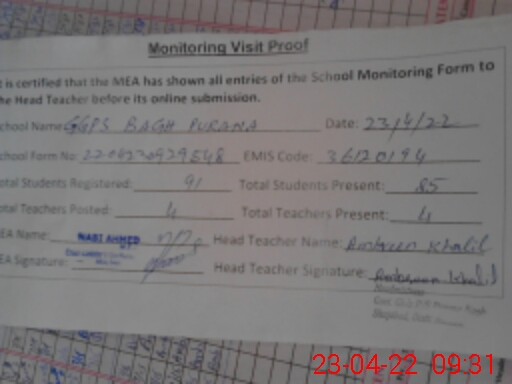 Monitoring Visit Proof
t is certified that the MEA has shown all entries of the School Monitoring Form to
he Head Teacher before its online submission.
chool Name GGPS BAGH PURANA Date: 23/4/22
chool Form No: EMIS Code: 36120194
otal Students Registered: 91 Total Students Present: 85
otal Teachers Posted: 4 Total Teachers Present: 4
EA Name: NABI AHMED Head Teacher Name: Ambreen Khalil
EA Signature: Head Teacher Signature: Ambreen Khalil
23-04-22 09:31